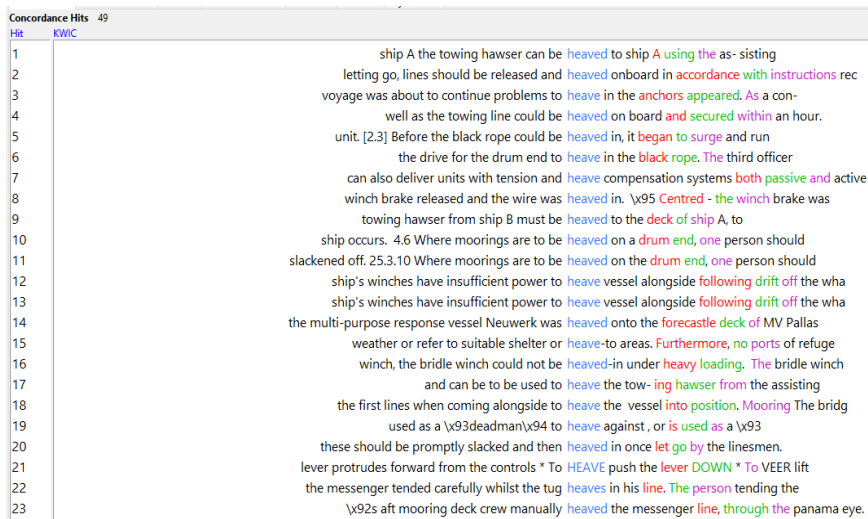 Concordance Hits 49
Hit KWIC
1 ship A the towing hawser can be heaved to ship A using the as- sisting
2 letting go, lines should be released and heaved onboard in accordance with instructions rec
3 voyage was about to continue problems to heave in the anchors appeared. As a con-
4 well as the towing line could be heaved on board and secured within an hour.
5 unit. [2.3] Before the black rope could be heaved in, it began to surge and run
6 the drive for the drum end to heave in the black rope. The third officer
7 can also deliver units with tension and heave compensation systems both passive and active
8 winch brake released and the wire was heaved in. \x95 Centred - the winch brake was
9 towing hawser from ship B must be heaved to the deck of ship A, to
10 ship occurs. 4.6 Where moorings are to be heaved on a drum end, one person should
11 slackened off. 25.3.10 Where moorings are to be heaved on the drum end, one person should
12 ship's winches have insufficient power to heave vessel alongside following drift off the wha
13 ship's winches have insufficient power to heave vessel alongside following drift off the wha
14 the multi-purpose response vessel Neuwerk was heaved onto the forecastle deck of MV Pallas
15 weather or refer to suitable shelter or heave-to areas. Furthermore, no ports of refuge
16 winch, the bridle winch could not be heaved-in under heavy loading. The bridle winch
17 and can be to be used to heave the tow- ing hawser from the assisting
18 the first lines when coming alongside to heave the vessel into position. Mooring The bridg
19 used as a \x93deadman\x94 to heave against , or is used as a \x93
20 these should be promptly slacked and then heaved in once let go by the linesmen.
21 lever protrudes forward from the controls * To HEAVE push the lever DOWN * To VEER lift
22 the messenger tended carefully whilst the tug heaves in his line. The person tending the
23 \x92s aft mooring deck crew manually heaved the messenger line, through the panama eye.